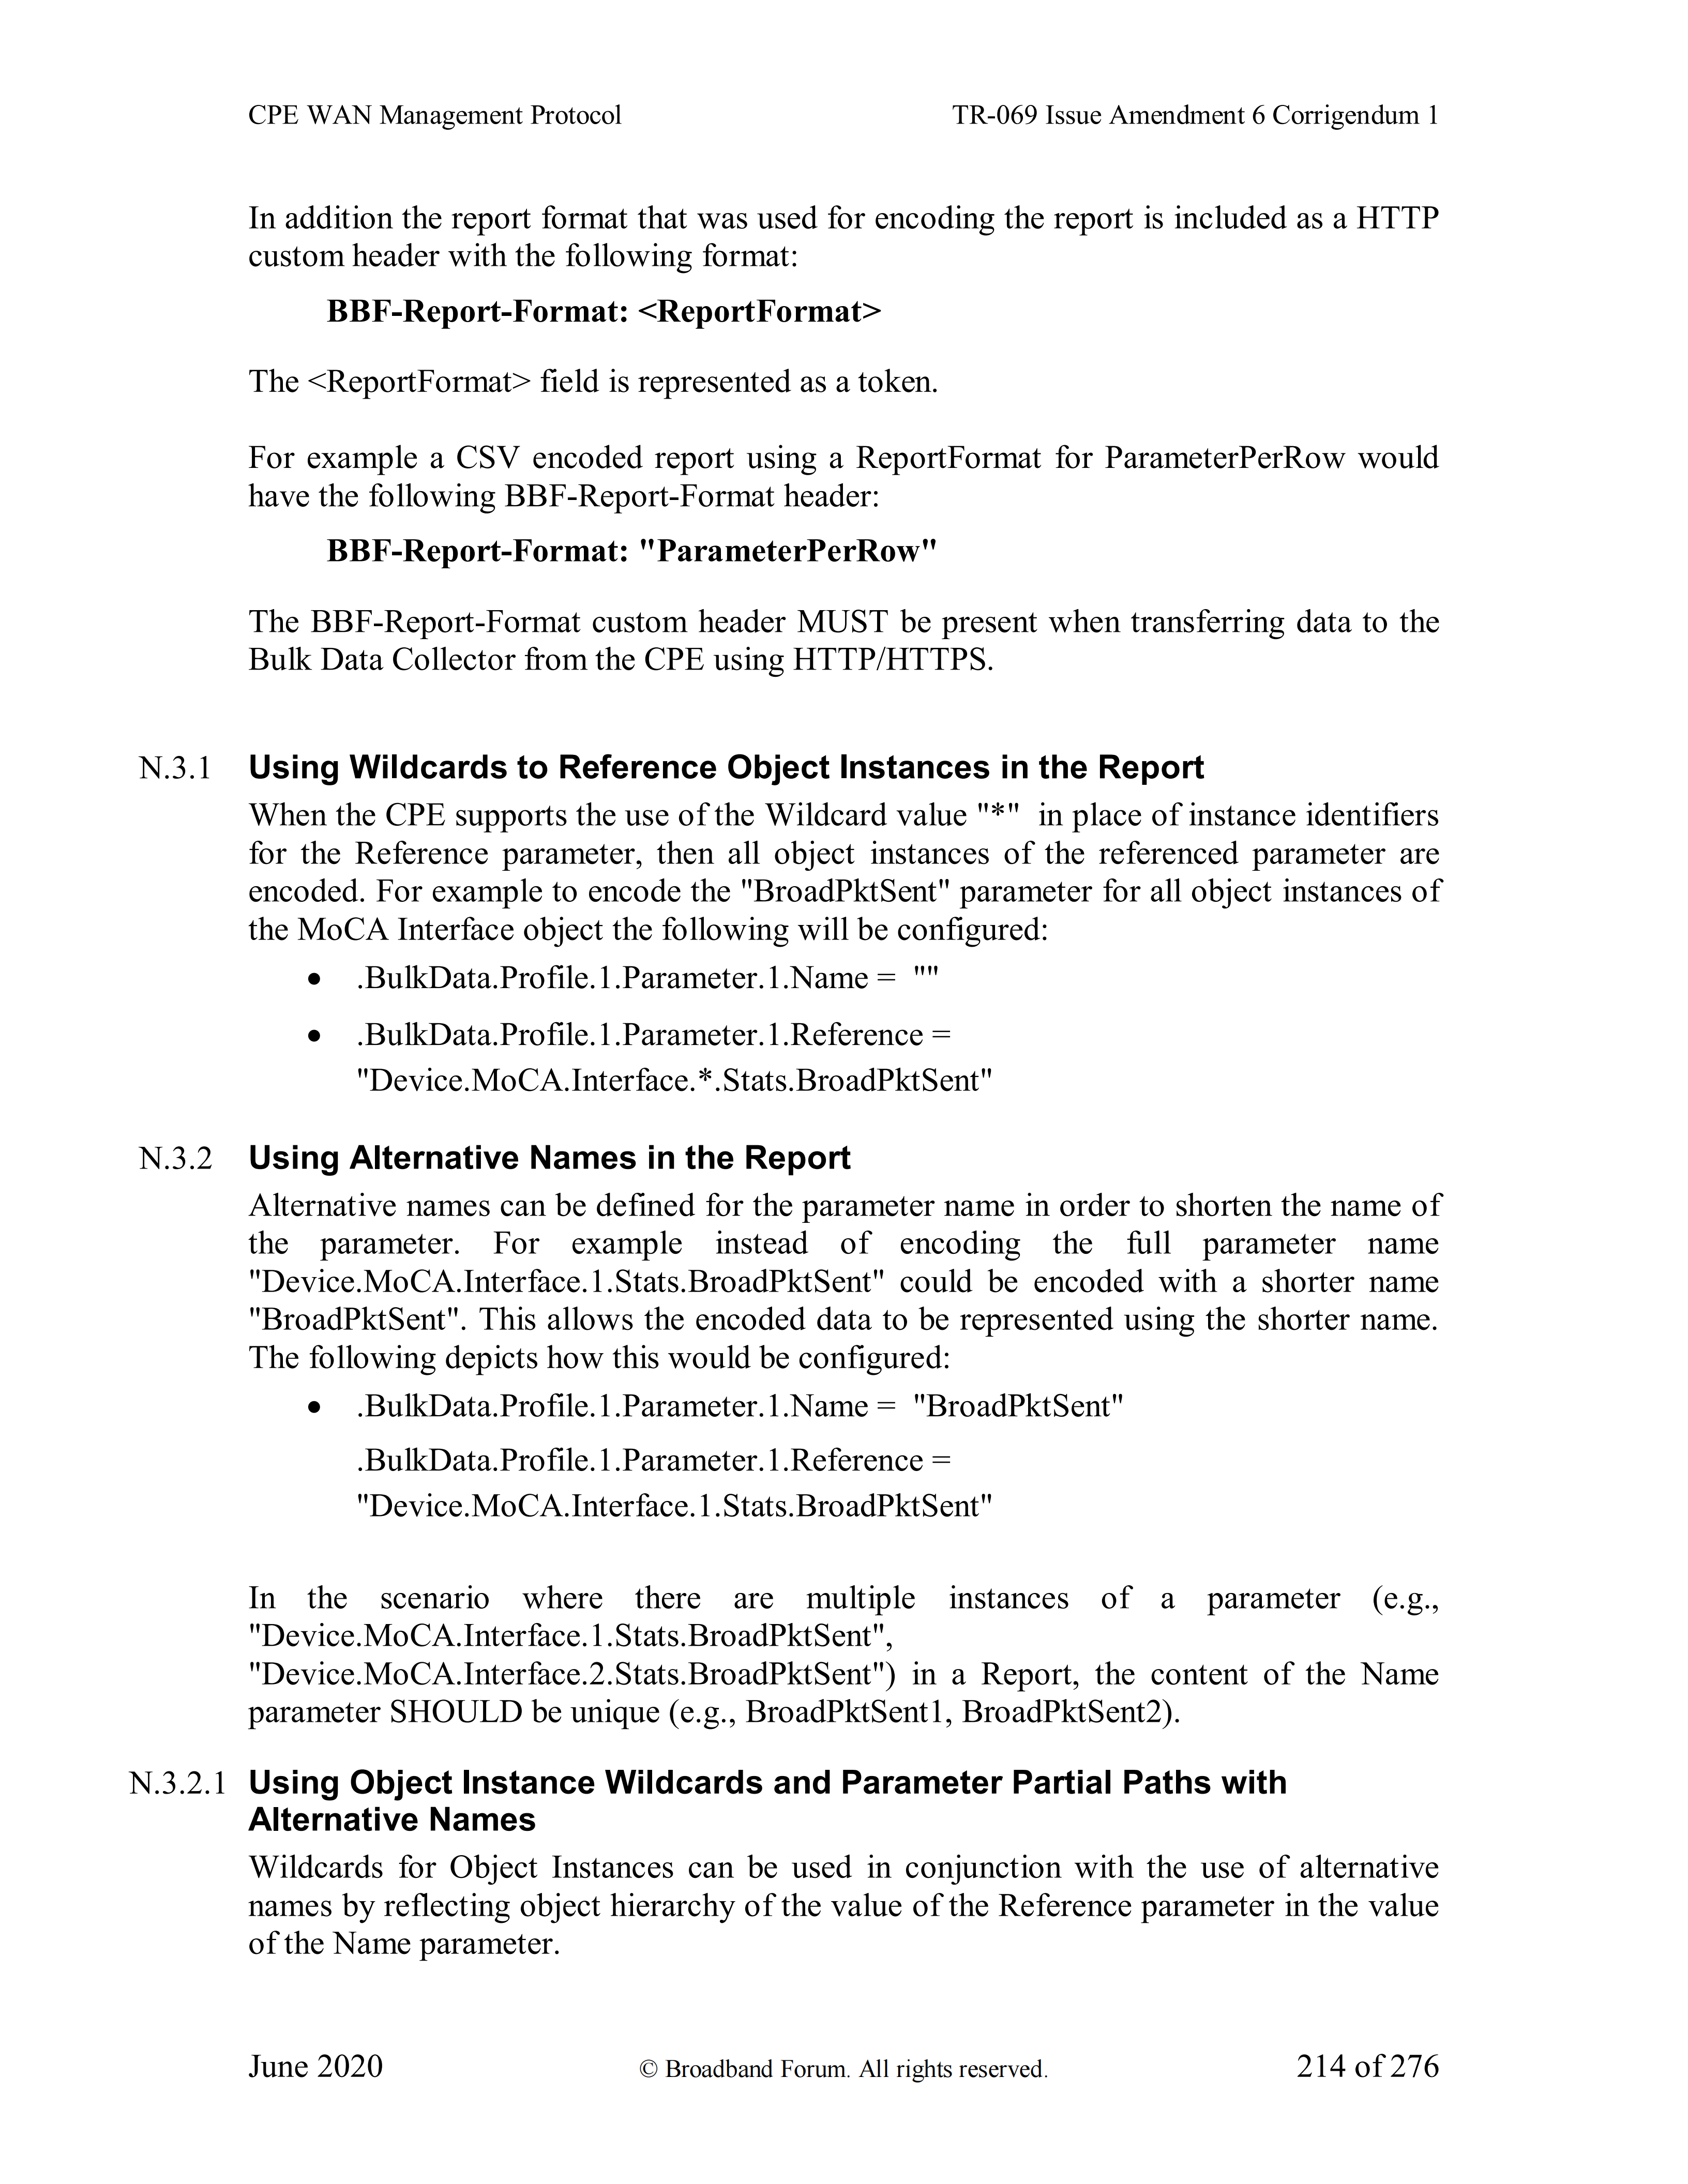 CPE WAN Management Protocol TR-069 Issue Amendment 6 Corrigendum 1
In addition the report format that was used for encoding the report is included as a HTTP
custom header with the following format:
BBF-Report-Format: <ReportFormat>
The <ReportFormat> field is represented as a token.
For example a CSV encoded report using a ReportFormat for ParameterPerRow would
have the following BBF-Report-Format header:
BBF-Report-Format: "ParameterPerRow"
The BBF-Report-Format custom header MUST be present when transferring data to the
Bulk Data Collector from the CPE using HTTP/HTTPS.
N.3.1 Using Wildcards to Reference Object Instances in the Report
When the CPE supports the use of the Wildcard value "*" in place of instance identifiers
for the Reference parameter, then all object instances of the referenced parameter are
encoded. For example to encode the "BroadPktSent" parameter for all object instances of
the MoCA Interface object the following will be configured:
• .BulkData.Profile.1.Parameter.1.Name = ""
• .BulkData.Profile.1.Parameter.1.Reference =
"Device.MoCA.Interface.*.Stats.BroadPktSent"
N.3.2 Using Alternative Names in the Report
Alternative names can be defined for the parameter name in order to shorten the name of
the parameter. For example instead of encoding the full parameter name
"Device.MoCA.Interface.1.Stats.BroadPktSent" could be encoded with a shorter name
"BroadPktSent". This allows the encoded data to be represented using the shorter name.
The following depicts how this would be configured:
• .BulkData.Profile.1.Parameter.1.Name = "BroadPktSent"
.BulkData.Profile.1.Parameter.1.Reference =
"Device.MoCA.Interface.1.Stats.BroadPktSent"
In the scenario where there are multiple instances of a parameter (e.g.,
"Device.MoCA.Interface.1.Stats.BroadPktSent",
"Device.MoCA.Interface.2.Stats.BroadPktSent") in a Report, the content of the Name
parameter SHOULD be unique (e.g., BroadPktSent1, BroadPktSent2).
N.3.2.1 Using Object Instance Wildcards and Parameter Partial Paths with
Alternative Names
Wildcards for Object Instances can be used in conjunction with the use of alternative
names by reflecting object hierarchy of the value of the Reference parameter in the value
of the Name parameter.
June 2020 © Broadband Forum. All rights reserved. 214 of 276